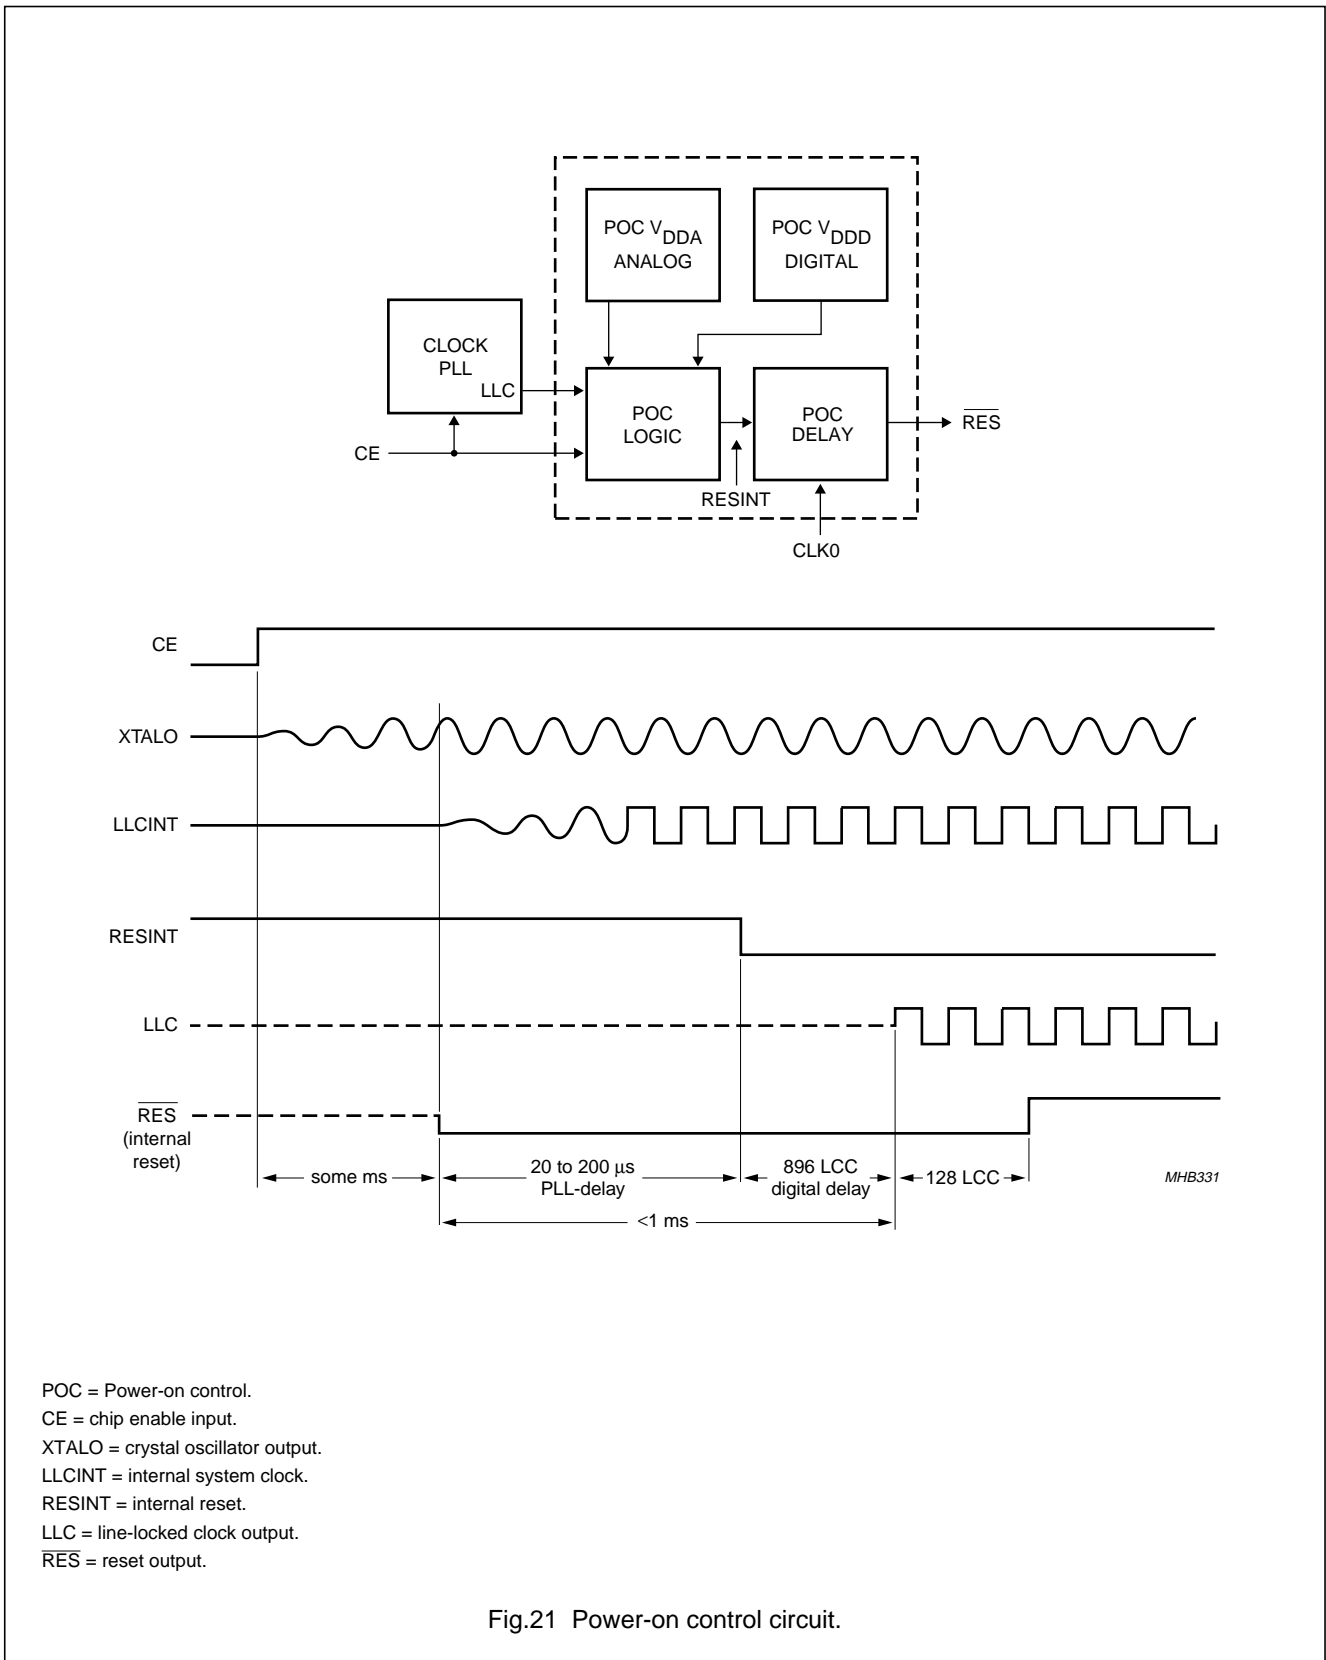 POC VDDA
ANALOG
POC VDDD
DIGITAL
CLOCK
PLL
LLC
POC
LOGIC
POC
DELAY
RES
CE
RESINT
CLK0
CE
XTALO
LLCINT
RESINT
LLC
RES
(internal
reset)
some ms
20 to 200 μs
PLL-delay
896 LCC
digital delay
128 LCC
<1 ms
MHB331
POC = Power-on control.
CE = chip enable input.
XTALO = crystal oscillator output.
LLCINT = internal system clock.
RESINT = internal reset.
LLC = line-locked clock output.
RES = reset output.
Fig.21 Power-on control circuit.